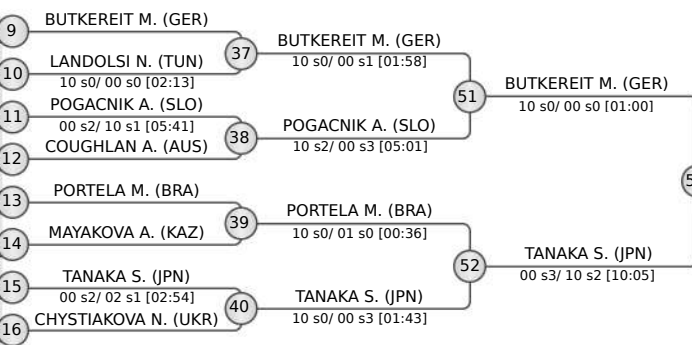 9
BUTKEREIT M. (GER)
37
BUTKEREIT M. (GER)
10 s0/ 00 s1 [01:58]
10
LANDOLSI N. (TUN)
10 s0/ 00 s0 [02:13]
51
BUTKEREIT M. (GER)
10 s0/ 00 s0 [01:00]
11
POGACNIK A. (SLO)
00 s2/ 10 s1 [05:41]
38
POGACNIK A. (SLO)
10 s2/ 00 s3 [05:01]
12
COUGHLAN A. (AUS)
13
PORTELA M. (BRA)
39
PORTELA M. (BRA)
10 s0/ 01 s0 [00:36]
14
MAYAKOVA A. (KAZ)
52
TANAKA S. (JPN)
00 s3/ 10 s2 [10:05]
15
TANAKA S. (JPN)
00 s2/ 02 s1 [02:54]
40
TANAKA S. (JPN)
10 s0/ 00 s3 [01:43]
16
CHYSTIAKOVA N. (UKR)